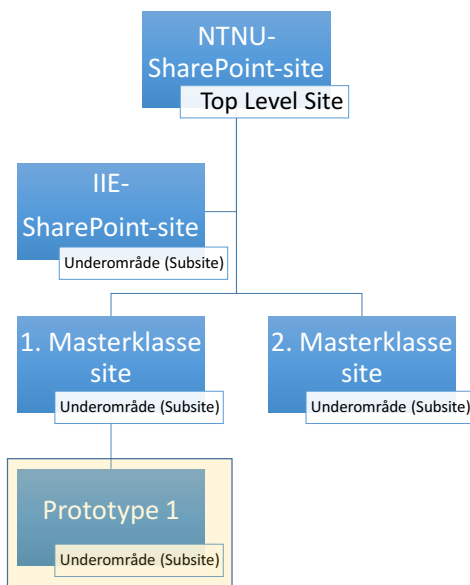 NTNU-
SharePoint-site
Top Level Site
IIE-
SharePoint-site
Underområde (Subsite)
1. Masterklasse
site
Underområde (Subsite)
2. Masterklasse
site
Underområde (Subsite)
Prototype 1
Underområde (Subsite)